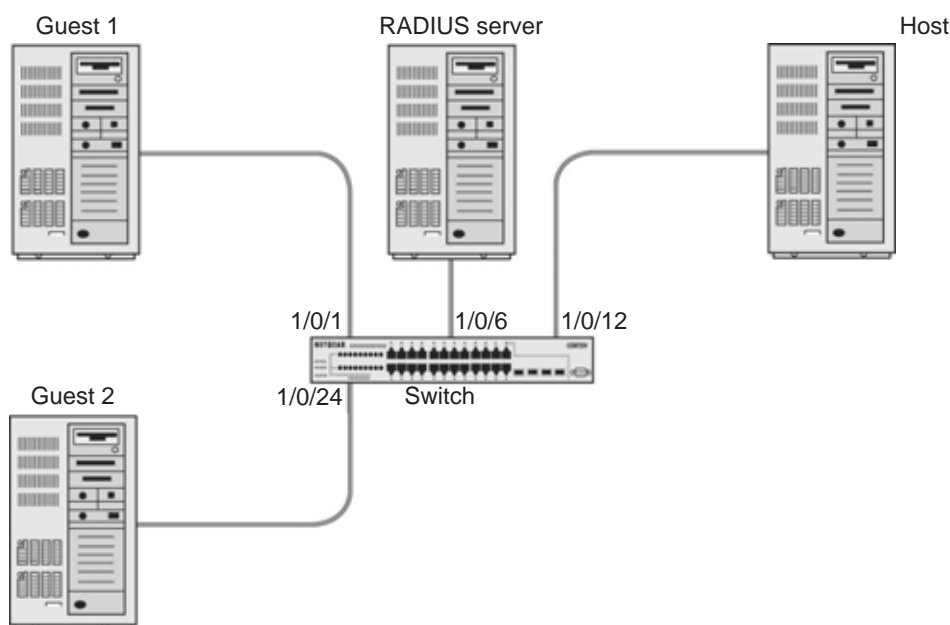 Guest 1
RADIUS server
Host
1/0/1
1/0/6
1/0/12
NETGEAR
1/0/24
Switch
Guest 2